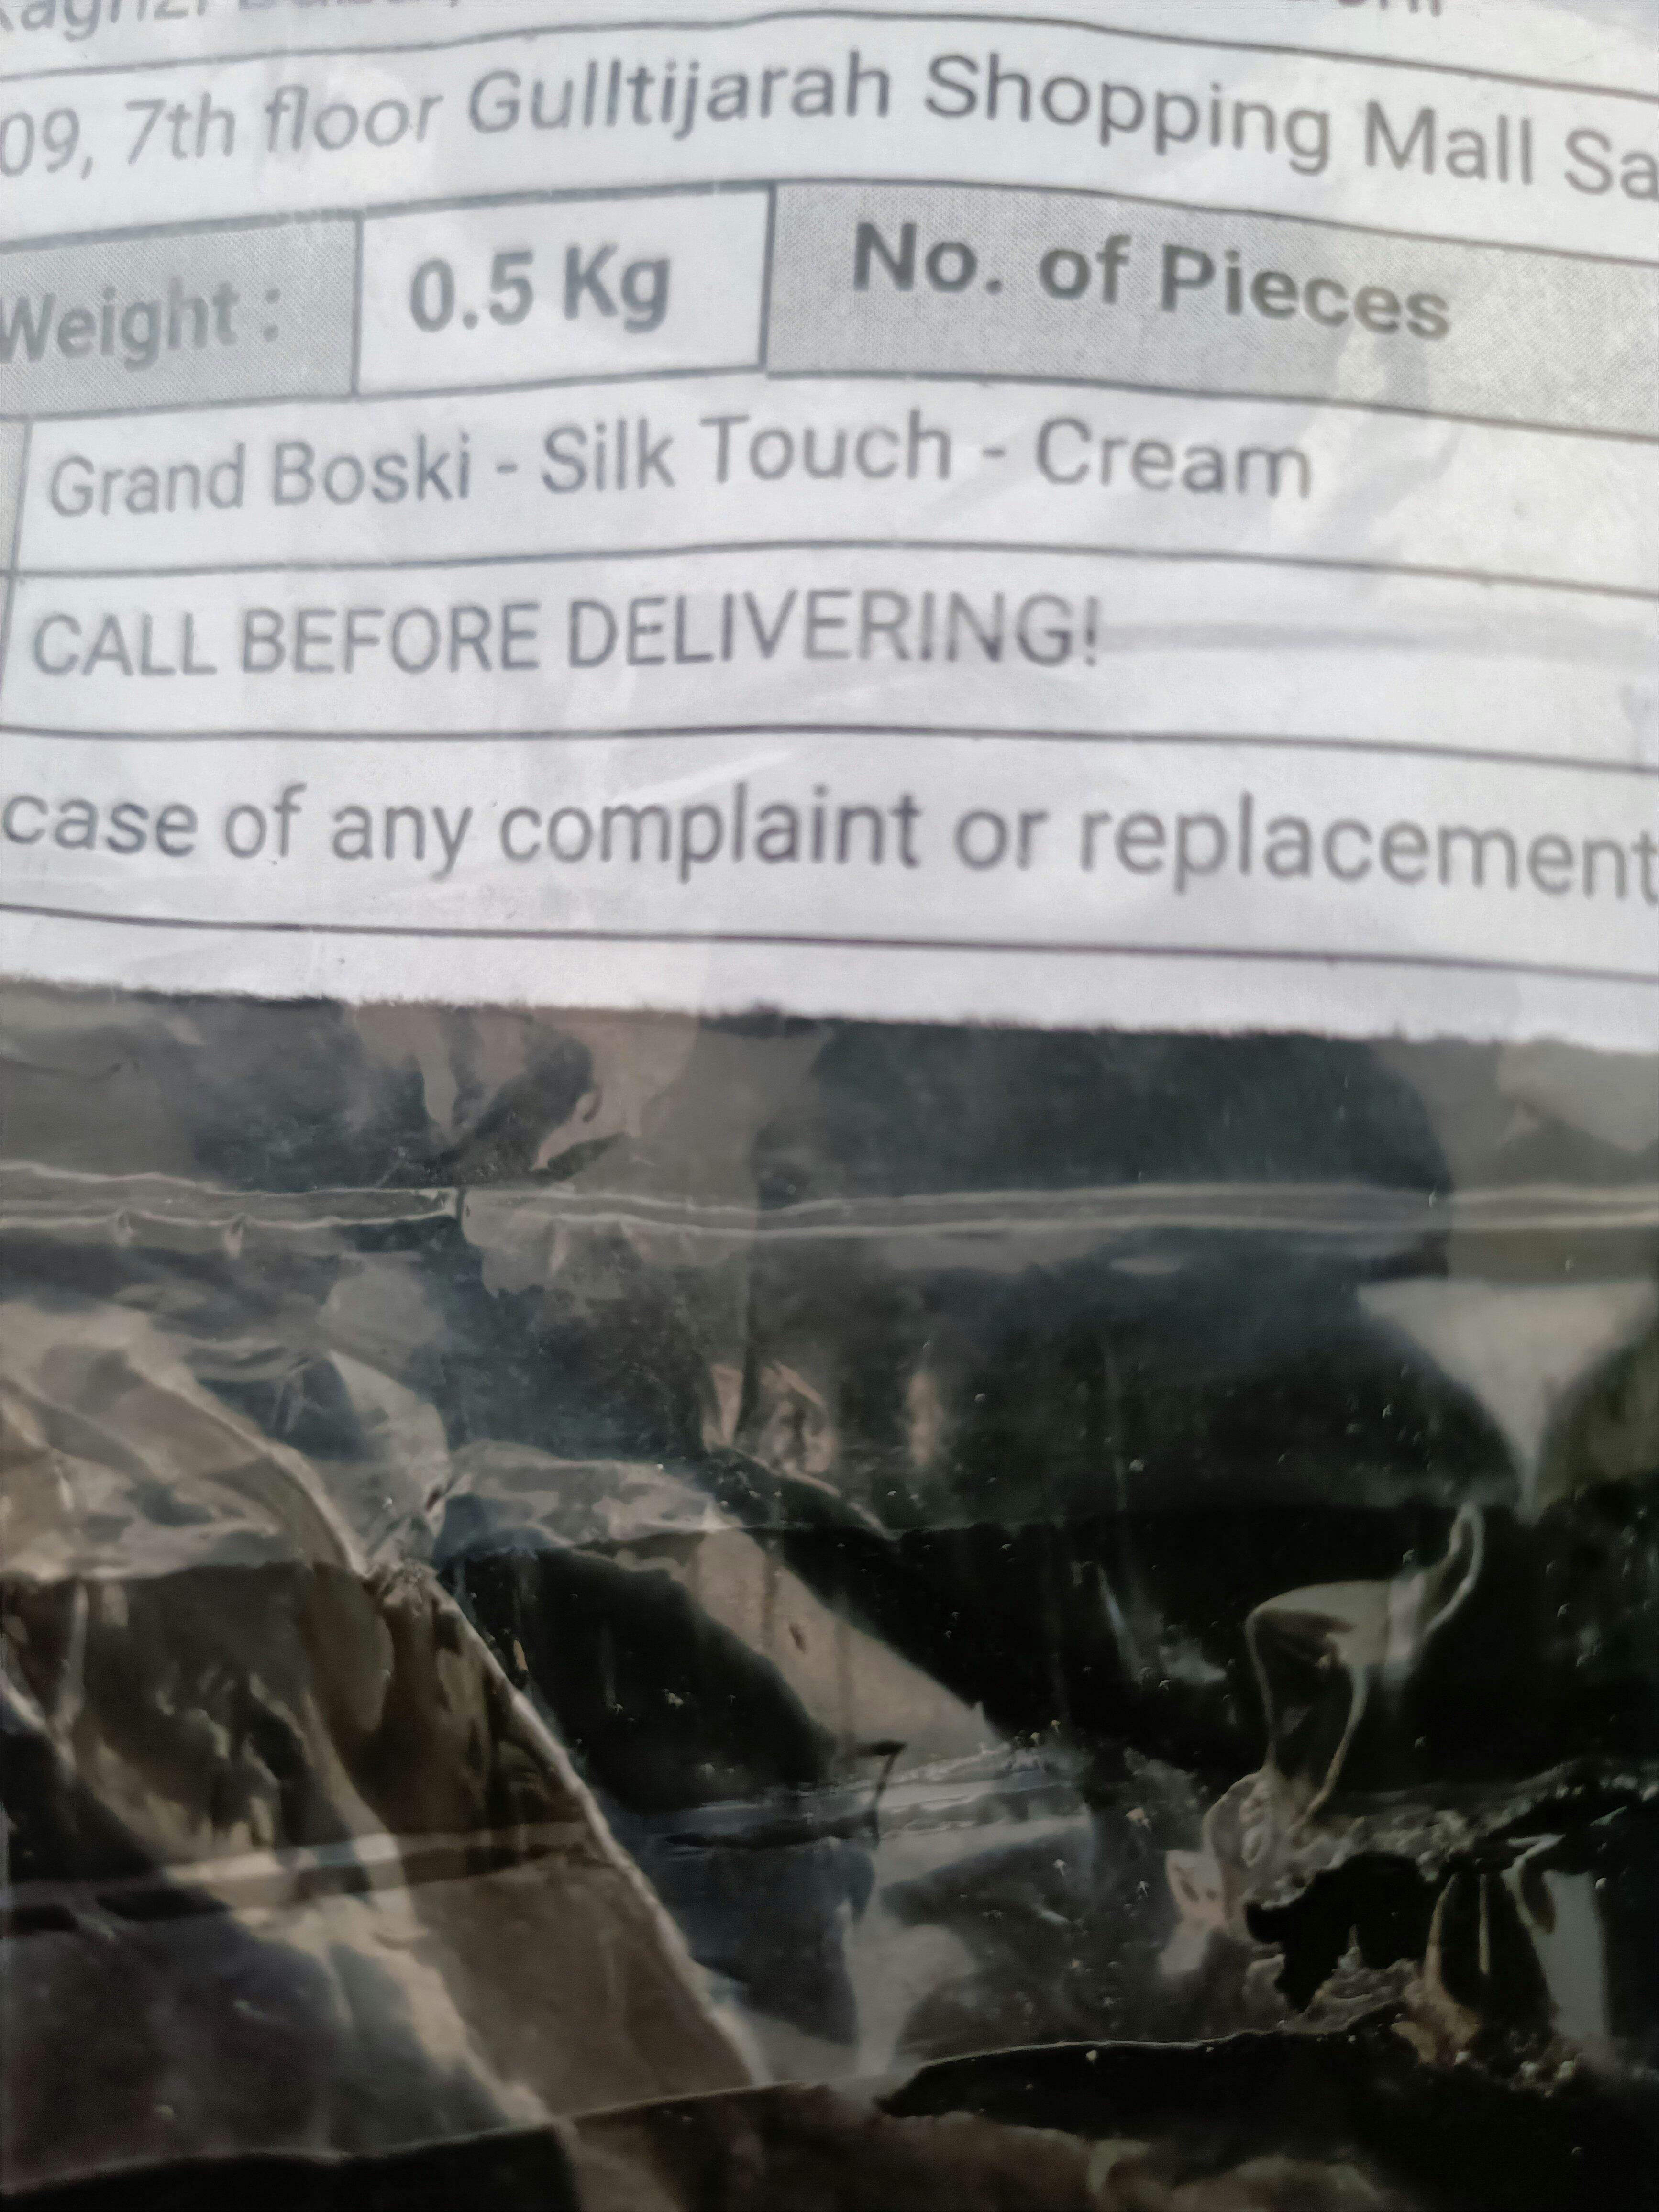 09, 7th floor Gulltijarah Shopping Mall Sa
Weight : 0.5 Kg No. of Pieces
Grand Boski - Silk Touch - Cream
CALL BEFORE DELIVERING!
case of any complaint or replacement